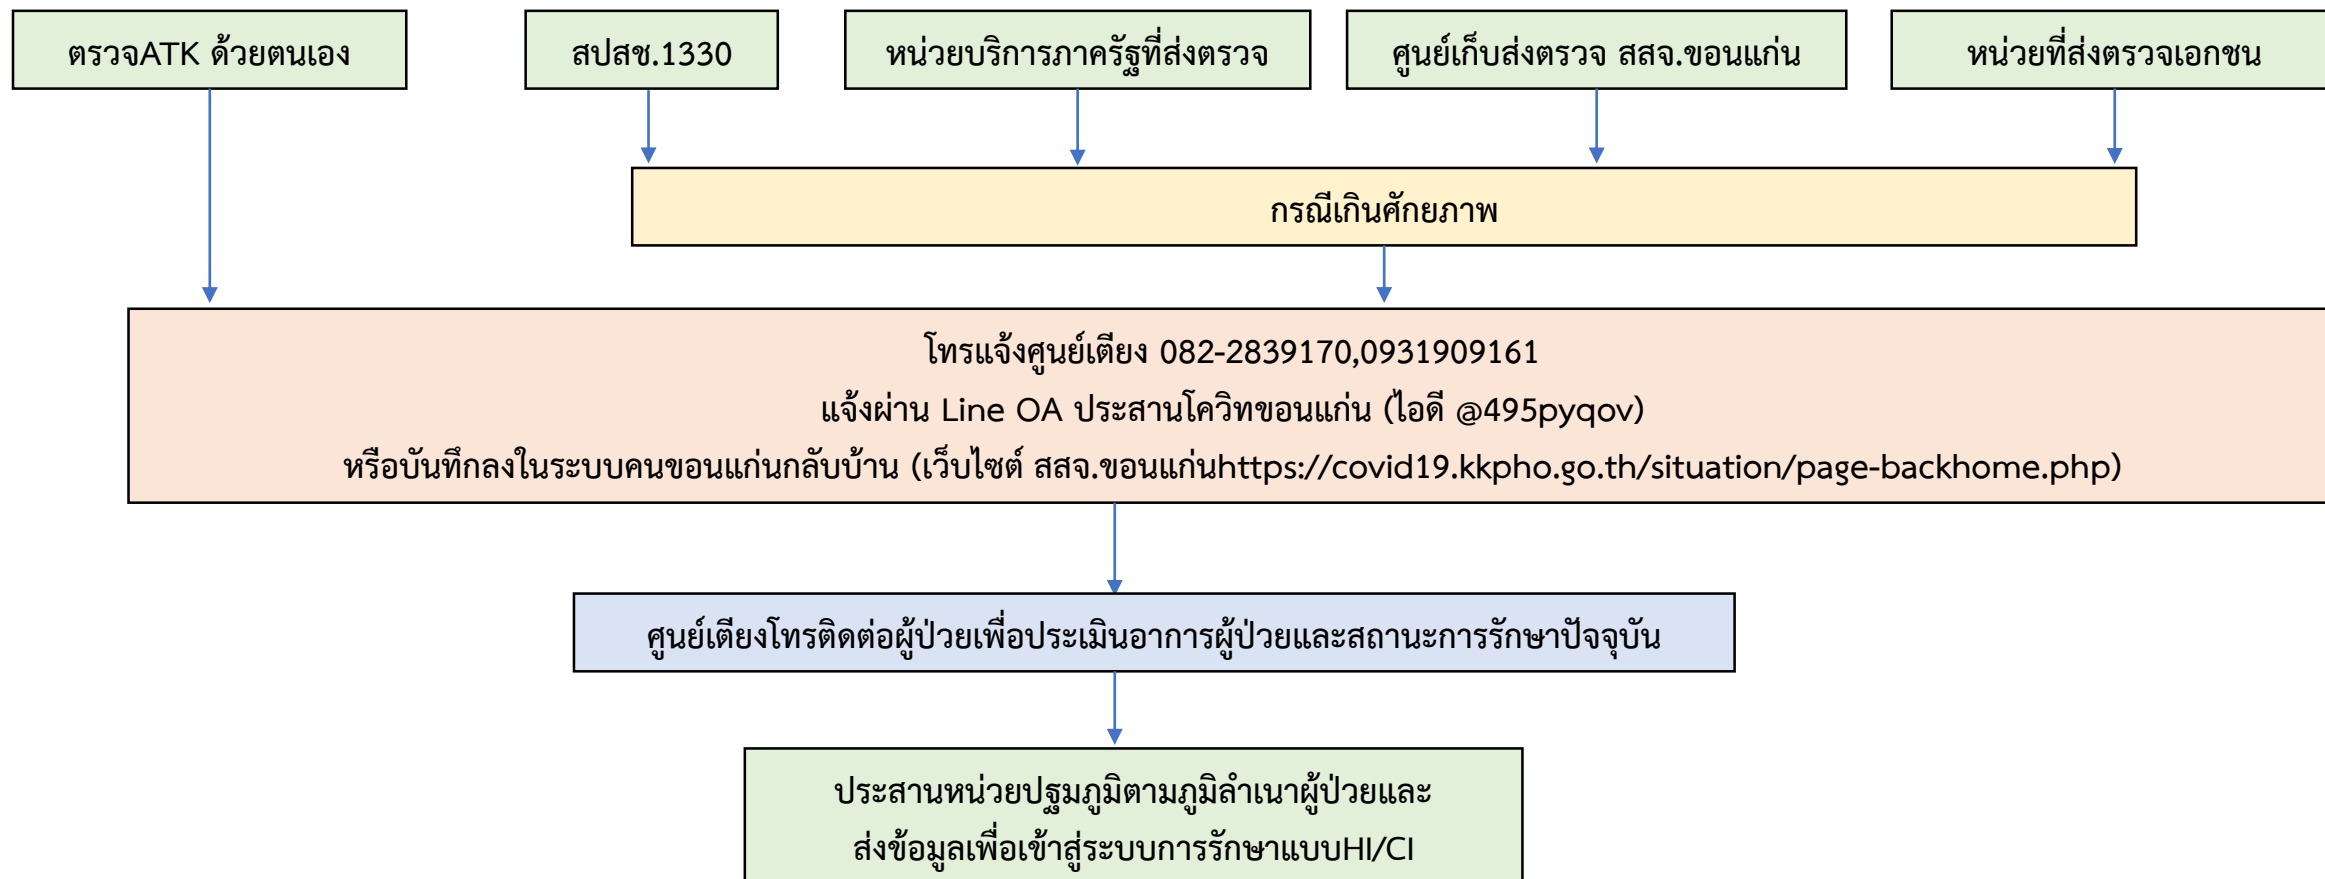 ตรวจATK ด้วยตนเอง
สปสช.1330
หน่วยบริการภาครัฐที่ส่งตรวจ
ศูนย์เก็บส่งตรวจ สสจ.ขอนแก่น
หน่วยที่ส่งตรวจเอกชน
กรณีเกินศักยภาพ
โทรแจ้งศูนย์เตียง 082-2839170,0931909161
แจ้งผ่าน Line OA ประสานโควิทขอนแก่น (ไอดี @495pyqov)
หรือบันทึกลงในระบบคนขอนแก่นกลับบ้าน (เว็บไซต์ สสจ.ขอนแก่นhttps://covid19.kkpho.go.th/situation/page-backhome.php)
ศูนย์เตียงโทรติดต่อผู้ป่วยเพื่อประเมินอาการผู้ป่วยและสถานะการรักษาปัจจุบัน
ประสานหน่วยปฐมภูมิตามภูมิลำเนาผู้ป่วยและ
ส่งข้อมูลเพื่อเข้าสู่ระบบการรักษาแบบHI/CI